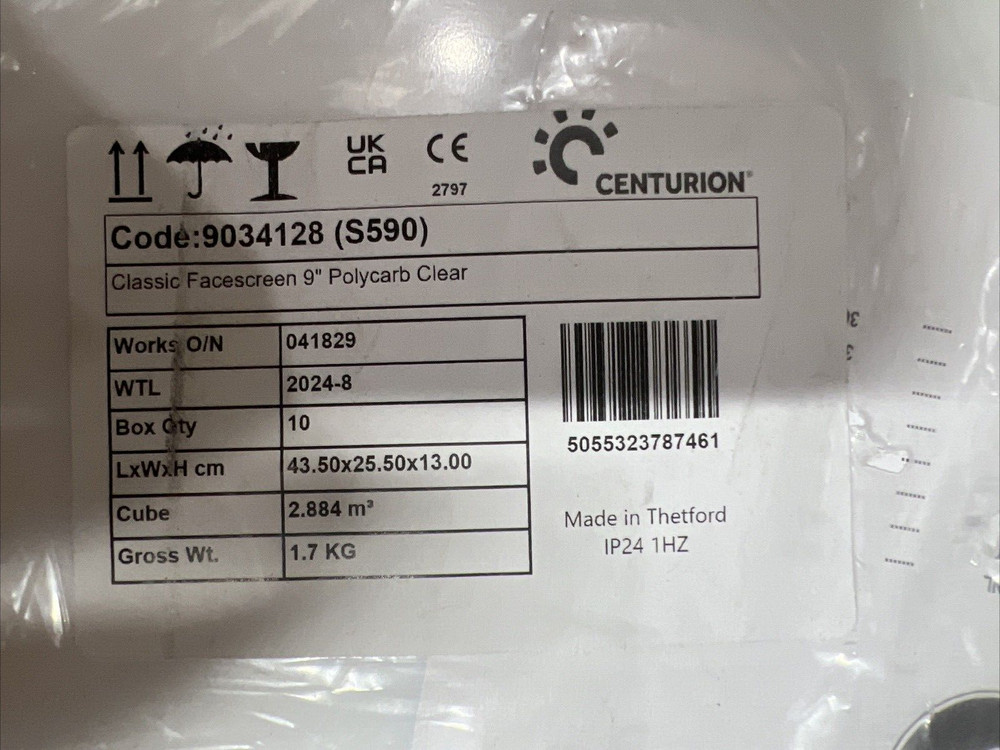 UK
CA
CE
2797
CENTURION®
Code:9034128 (S590)
Classic Facescreen 9" Polycarb Clear
Works O/N 041829
WTL 2024-8
Box Qty 10
LxWxH cm 43.50x25.50x13.00
Cube 2.884 m³
Gross Wt. 1.7 KG
5055323787461
Made in Thetford
IP24 1HZ